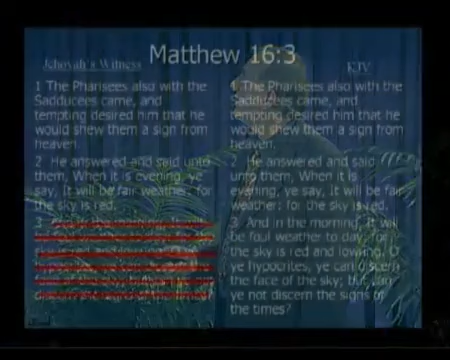 Matthew 16:3
Jehovah's Witness
1 The Pharisees also with the
Sadducees came, and
tempting desired him that he
would shew them a sign from
heaven.
2 He answered and said unto
them, When it is evening, ye
say, It will be fair weather: for
the sky is red.
3
KJV
1 The Pharisees also with the
Sadducees came, and
tempting desired him that he
would shew them a sign from
heaven.
2 He answered and said
unto them, When it is
evening, ye say, It will be fair
weather: for the sky is red.
3 And in the morning, It will
be foul weather to day: for
the sky is red and lowring. O
ye hypocrites, ye can discern
the face of the sky; but can
ye not discern the signs of
the times?